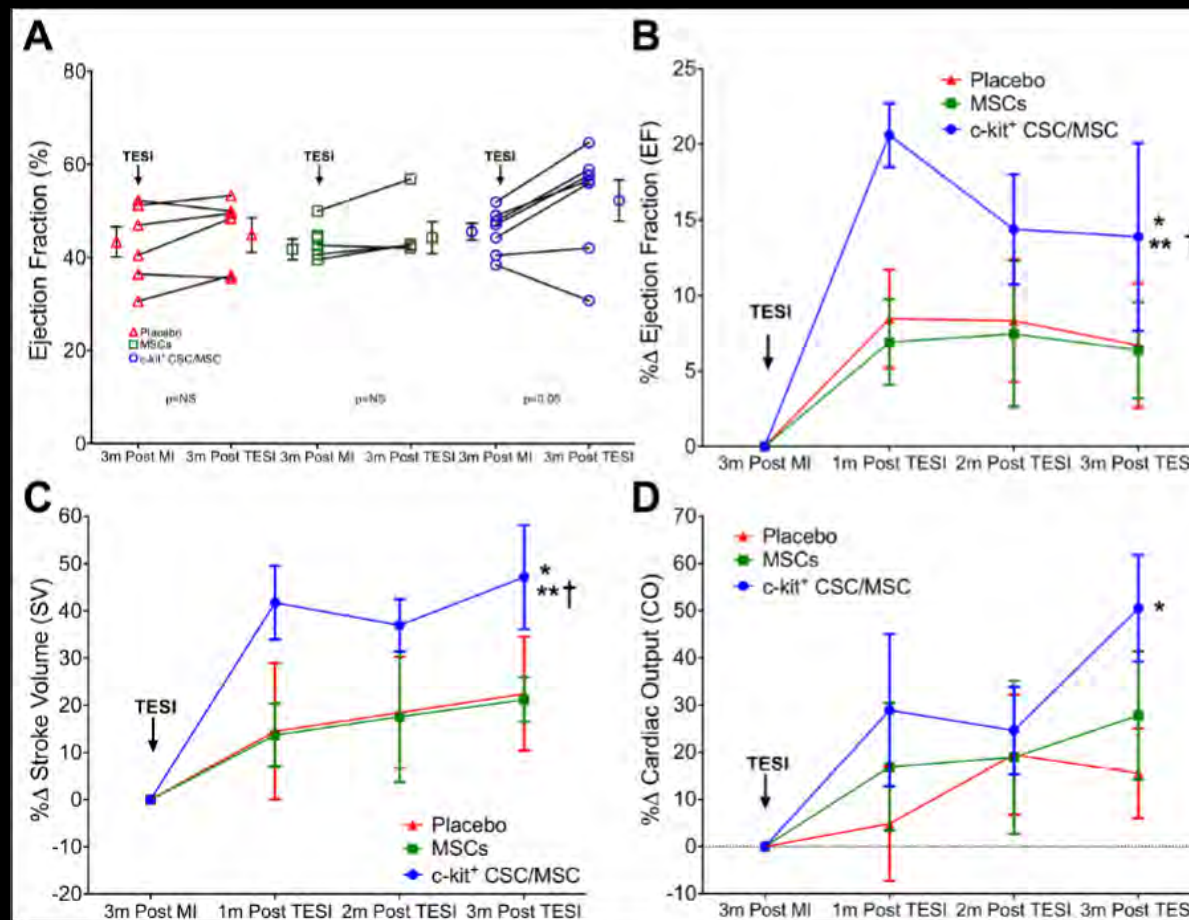 A
Ejection Fraction (%)
80
60
40
20
0
TESI
TESI
TESI
Placebo
MSCs
c-kit+ CSC/MSC
p=NS
p=NS
p=0.05
3m Post MI
3m Post TESI
3m Post MI
3m Post TESI
3m Post MI
3m Post TESI
B
%Δ Ejection Fraction (EF)
25
20
15
10
5
0
Placebo
MSCs
c-kit+ CSC/MSC
TESI
*
** †
3m Post MI
1m Post TESI
2m Post TESI
3m Post TESI
C
%Δ Stroke Volume (SV)
60
50
40
30
20
10
0
-10
-20
TESI
*
**†
Placebo
MSCs
c-kit+ CSC/MSC
3m Post MI
1m Post TESI
2m Post TESI
3m Post TESI
D
%Δ Cardiac Output (CO)
70
60
50
40
30
20
10
0
-10
Placebo
MSCs
c-kit+ CSC/MSC
TESI
*
3m Post MI
1m Post TESI
2m Post TESI
3m Post TESI